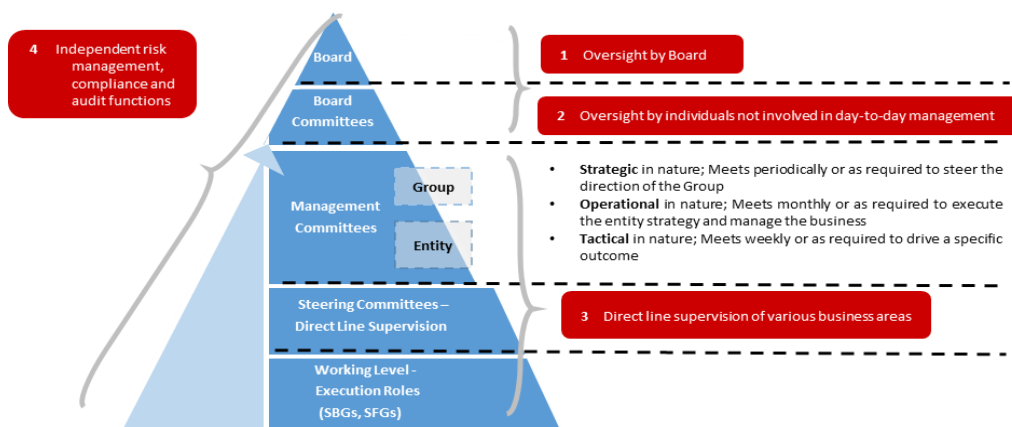 4 Independent risk
management,
compliance and
audit functions
Board
1 Oversight by Board
Board
Committees
2 Oversight by individuals not involved in day-to-day management
Management
Committees
Group
Entity
• Strategic in nature; Meets periodically or as required to steer the
direction of the Group
• Operational in nature; Meets monthly or as required to execute
the entity strategy and manage the business
• Tactical in nature; Meets weekly or as required to drive a specific
outcome
Steering Committees –
Direct Line Supervision
3 Direct line supervision of various business areas
Working Level -
Execution Roles
(SBGs, SFGs)